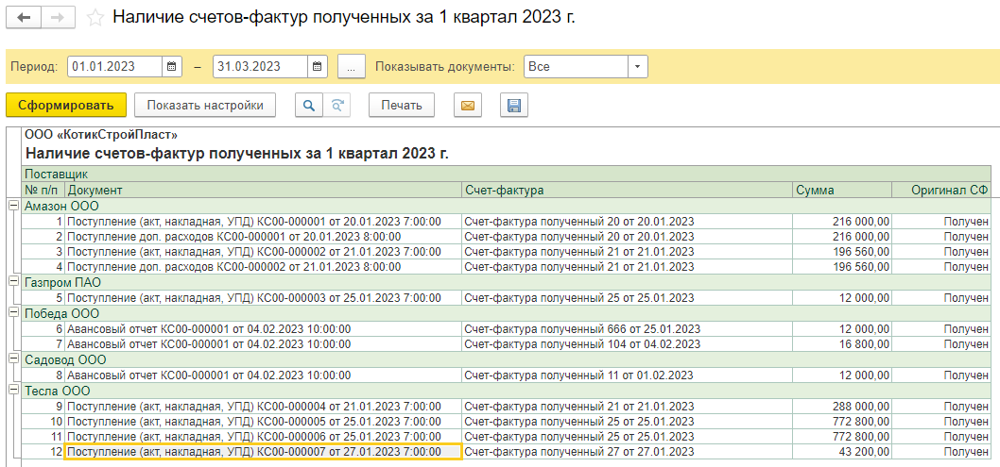 Наличие счетов-фактур полученных за 1 квартал 2023 г.
Период: 01.01.2023 – 31.03.2023 ... Показывать документы: Все
Сформировать Показать настройки Печать
ООО «КотикСтройПласт»
Наличие счетов-фактур полученных за 1 квартал 2023 г.
Поставщик
№ п/п Документ Счет-фактура Сумма Оригинал СФ
Амазон ООО
1 Поступление (акт, накладная, УПД) КС00-000001 от 20.01.2023 7:00:00 Счет-фактура полученный 20 от 20.01.2023 216 000,00 Получен
2 Поступление доп. расходов КС00-000001 от 20.01.2023 8:00:00 Счет-фактура полученный 20 от 20.01.2023 216 000,00 Получен
3 Поступление (акт, накладная, УПД) КС00-000002 от 21.01.2023 7:00:00 Счет-фактура полученный 21 от 21.01.2023 196 560,00 Получен
4 Поступление доп. расходов КС00-000002 от 21.01.2023 8:00:00 Счет-фактура полученный 21 от 21.01.2023 196 560,00 Получен
Газпром ПАО
5 Поступление (акт, накладная, УПД) КС00-000003 от 25.01.2023 7:00:00 Счет-фактура полученный 25 от 25.01.2023 12 000,00 Получен
Победа ООО
6 Авансовый отчет КС00-000001 от 04.02.2023 10:00:00 Счет-фактура полученный 666 от 25.01.2023 12 000,00 Получен
7 Авансовый отчет КС00-000001 от 04.02.2023 10:00:00 Счет-фактура полученный 104 от 04.02.2023 16 800,00 Получен
Садовод ООО
8 Авансовый отчет КС00-000001 от 04.02.2023 10:00:00 Счет-фактура полученный 11 от 01.02.2023 12 000,00 Получен
Тесла ООО
9 Поступление (акт, накладная, УПД) КС00-000004 от 21.01.2023 7:00:00 Счет-фактура полученный 21 от 21.01.2023 288 000,00 Получен
10 Поступление (акт, накладная, УПД) КС00-000005 от 25.01.2023 7:00:00 Счет-фактура полученный 25 от 25.01.2023 772 800,00 Получен
11 Поступление (акт, накладная, УПД) КС00-000006 от 25.01.2023 7:00:00 Счет-фактура полученный 25 от 25.01.2023 772 800,00 Получен
12 Поступление (акт, накладная, УПД) КС00-000007 от 27.01.2023 7:00:00 Счет-фактура полученный 27 от 27.01.2023 43 200,00 Получен